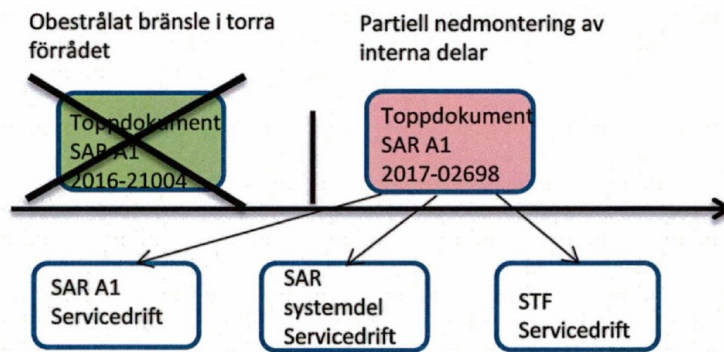 Obestrålat bränsle i torra
förrådet
Partiell nedmontering av
interna delar
Toppdokument
SAR A1
2016-21004
Toppdokument
SAR A1
2017-02698
SAR A1
Servicedrift
SAR
systemdel
Servicedrift
STF
Servicedrift